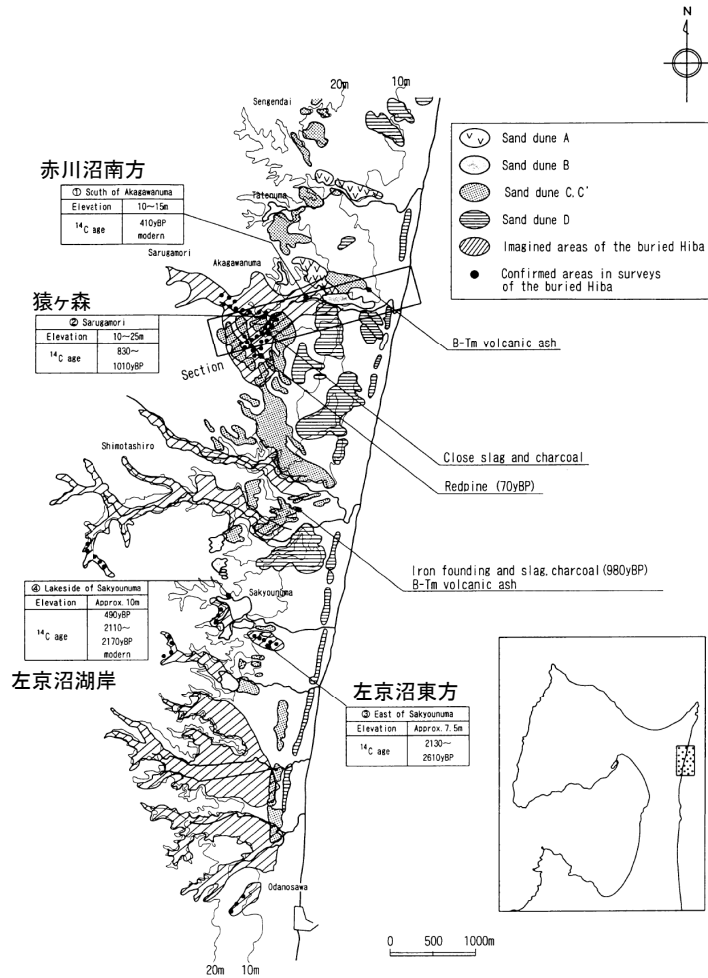 N
20m
10m
Sengendai
Sand dune A
Sand dune B
Sand dune C.C'
Sand dune D
Imagined areas of the buried Hiba
Confirmed areas in surveys
of the buried Hiba
赤川沼南方
① South of Akagawanuma
Elevation 10~15m
¹⁴C age 410yBP
modern
Tatenuma
Sarugamori
Akagawanuma
猿ヶ森
② Sarugamori
Elevation 10~25m
¹⁴C age 830~
1010yBP
Section
B-Tm volcanic ash
Shimotashiro
Close slag and charcoal
Redpine (70yBP)
Iron founding and slag, charcoal(980yBP)
B-Tm volcanic ash
④ Lakeside of Sakyounuma
Elevation Approx.10m
¹⁴C age 490yBP
2110~
2170yBP
modern
Sakyounuma
左京沼湖岸
左京沼東方
③ East of Sakyounuma
Elevation Approx.7.5m
¹⁴C age 2130~
2610yBP
Odanosawa
0 500 1000m
20m 10m